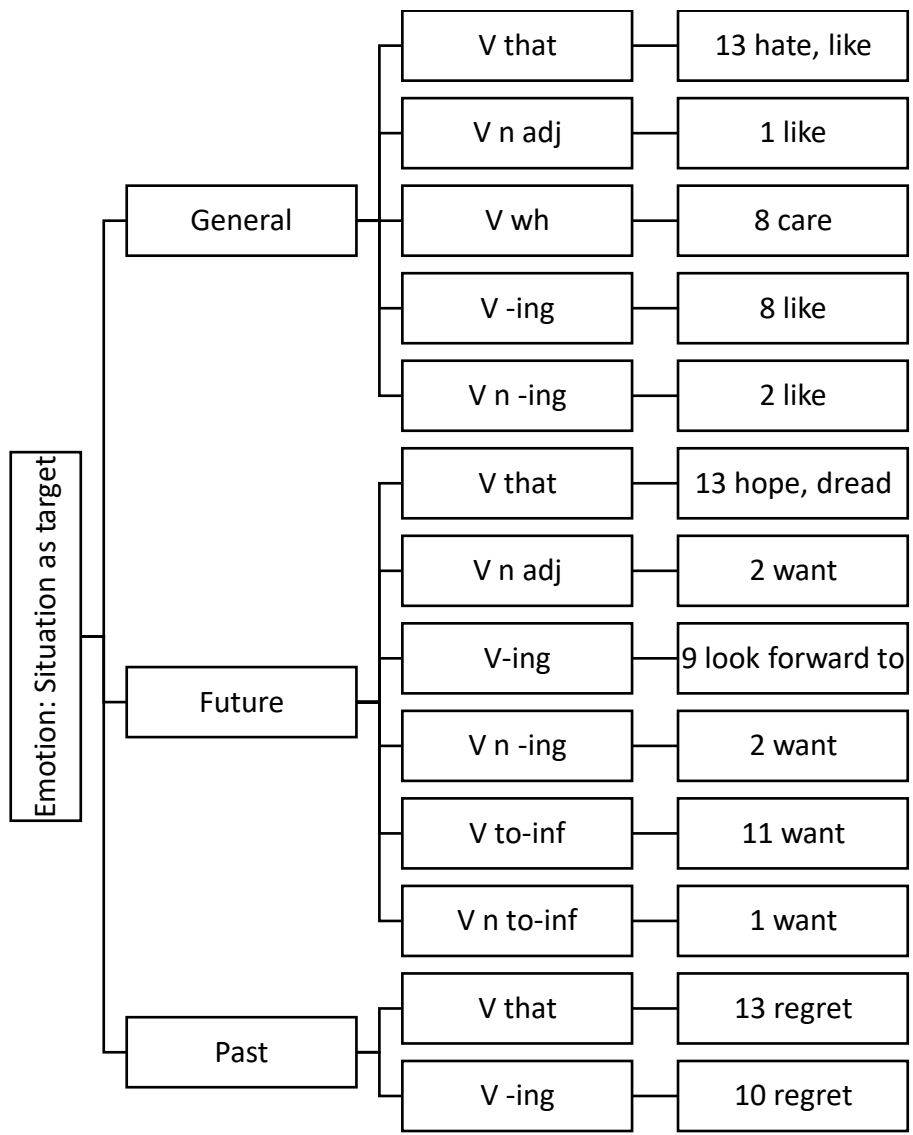 Emotion: Situation as target
General
V that
13 hate, like
V n adj
1 like
V wh
8 care
V -ing
8 like
V n -ing
2 like
Future
V that
13 hope, dread
V n adj
2 want
V-ing
9 look forward to
V n -ing
2 want
V to-inf
11 want
V n to-inf
1 want
Past
V that
13 regret
V -ing
10 regret